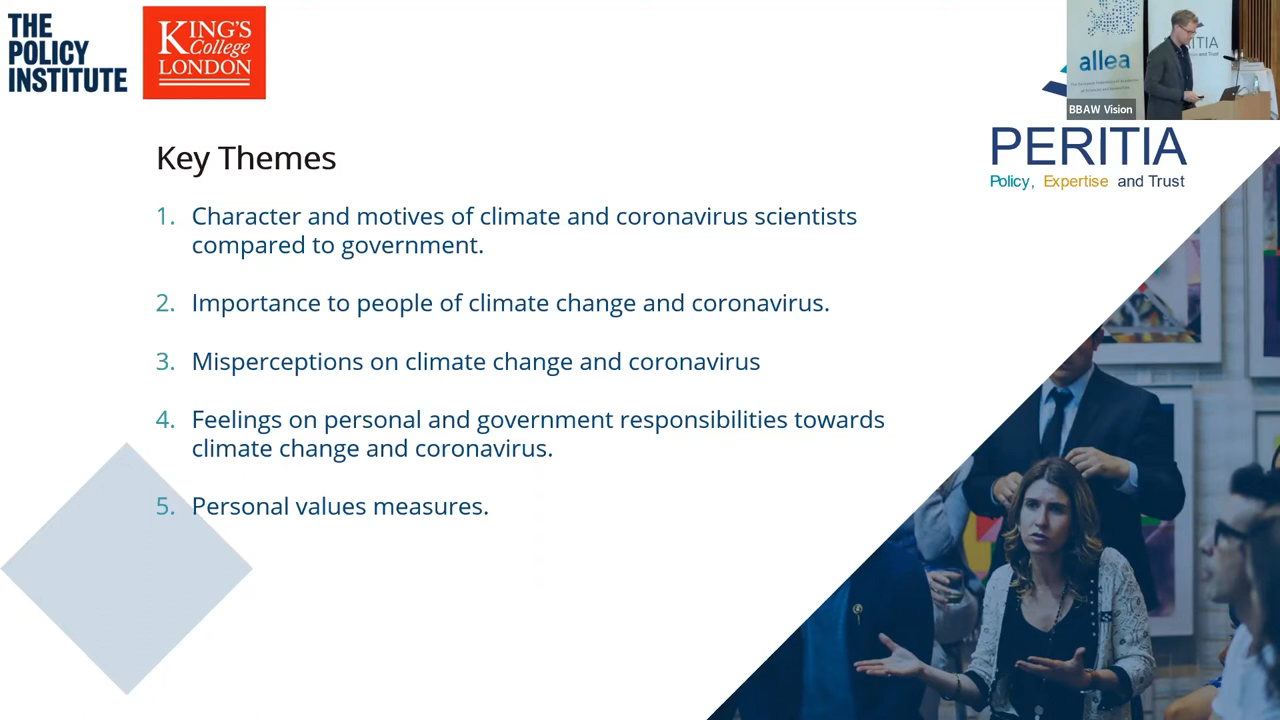 THE
POLICY
INSTITUTE
KING'S
College
LONDON
allea
ITIA
and Trust
BBAW Vision
PERITIA
Policy, Expertise and Trust
Key Themes
1. Character and motives of climate and coronavirus scientists
compared to government.
2. Importance to people of climate change and coronavirus.
3. Misperceptions on climate change and coronavirus
4. Feelings on personal and government responsibilities towards
climate change and coronavirus.
5. Personal values measures.